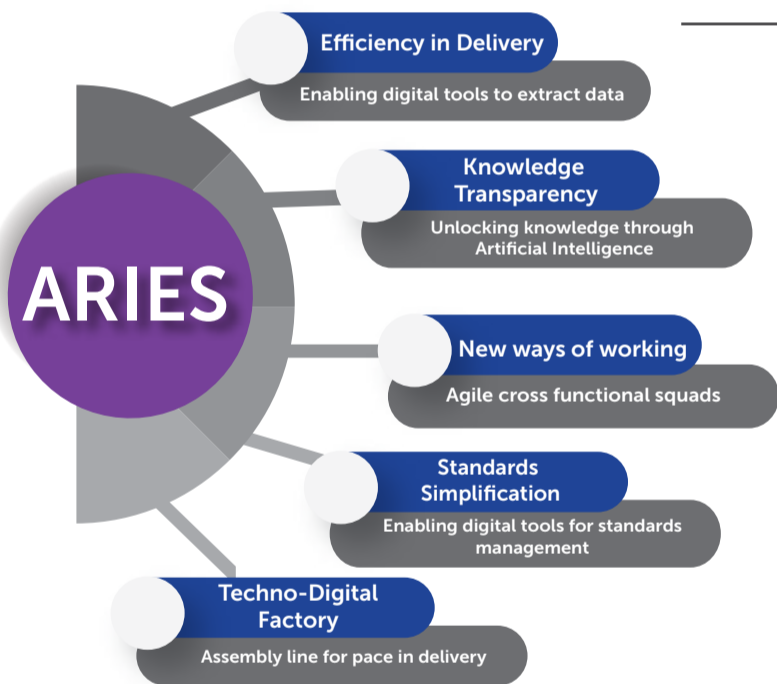 Efficiency in Delivery
Enabling digital tools to extract data
Knowledge
Transparency
Unlocking knowledge through
Artificial Intelligence
ARIES
New ways of working
Agile cross functional squads
Standards
Simplification
Enabling digital tools for standards
management
Techno-Digital
Factory
Assembly line for pace in delivery